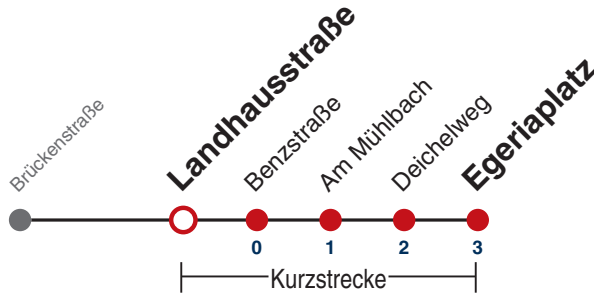 Brückenstraße
Landhausstraße
Benzstraße
Am Mühlbach
Deichelweg
Egeriaplatz
0 1 2 3
Kurzstrecke